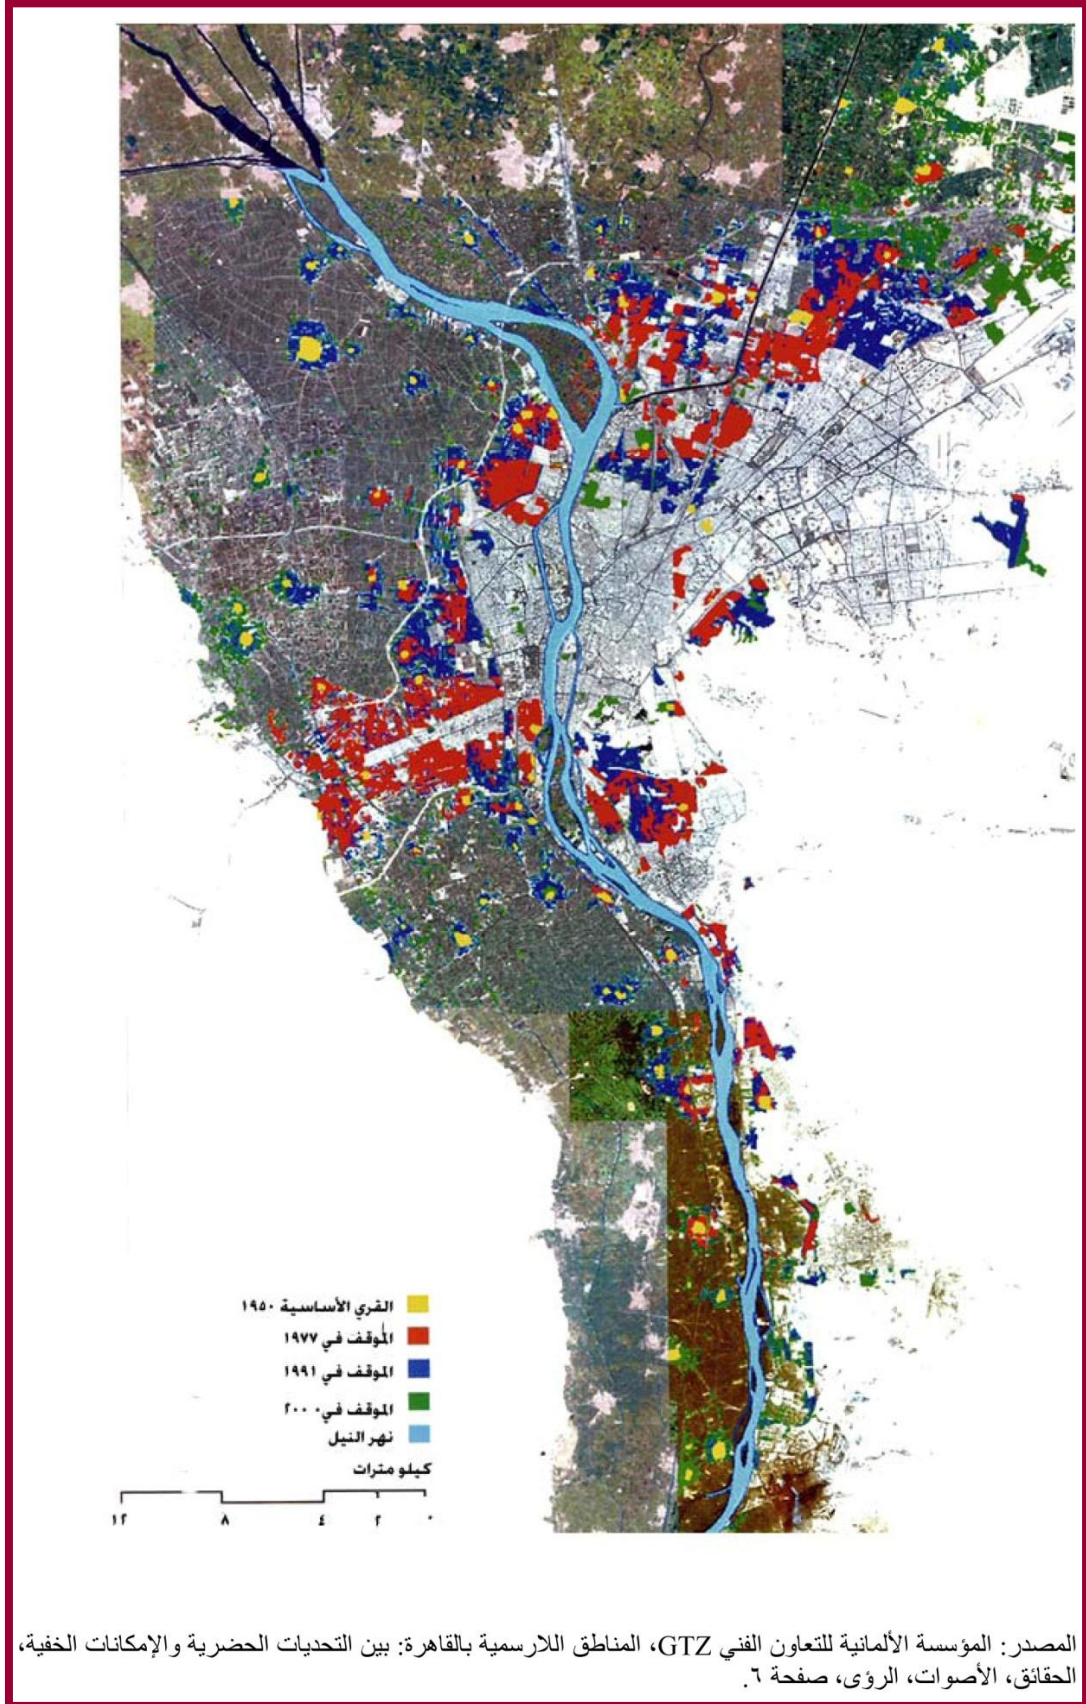 القري الأساسية ١٩٥٠
الموقف في ١٩٧٧
الموقف في ١٩٩١
الموقف في ٢٠٠٠
نهر النيل
كيلو مترات
١٢ ٨ ٤ ٢ ٠
المصدر: المؤسسة الألمانية للتعاون الفني GTZ، المناطق اللارسمية بالقاهرة: بين التحديات الحضرية والإمكانات الخفية،
الحقائق، الأصوات، الرؤى، صفحة ٦.